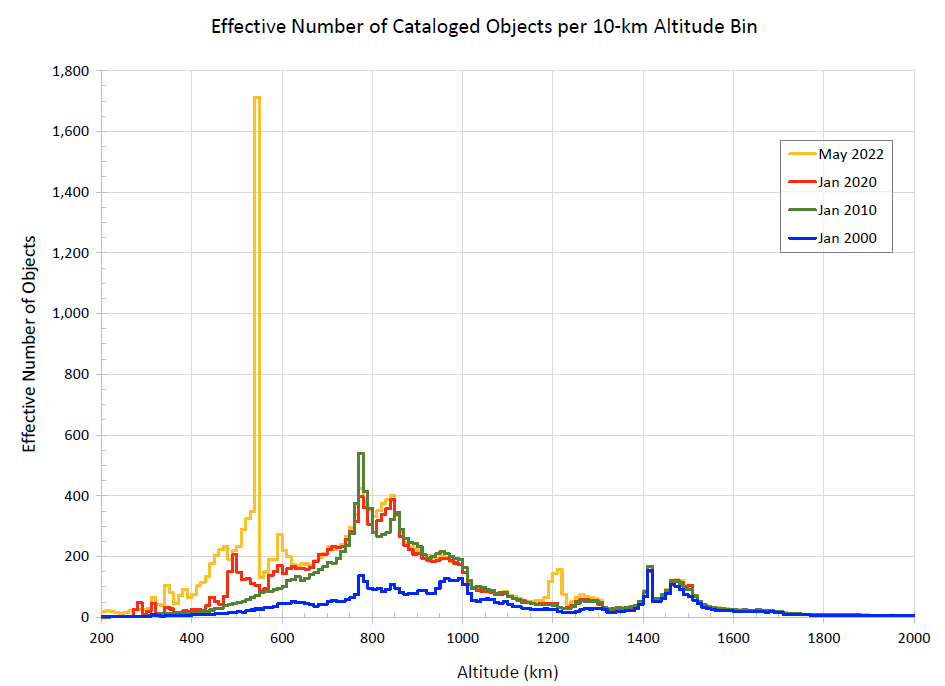 Effective Number of Cataloged Objects per 10-km Altitude Bin
1,800
1,600
1,400
1,200
1,000
800
600
400
200
0
Effective Number of Objects
May 2022
Jan 2020
Jan 2010
Jan 2000
200 400 600 800 1000 1200 1400 1600 1800 2000
Altitude (km)